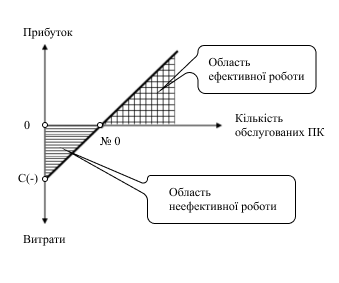 Прибуток
Область
ефективної роботи
0
Кількість
обслугованих ПК
№ 0
С(-)
Область
неефективної роботи
Витрати